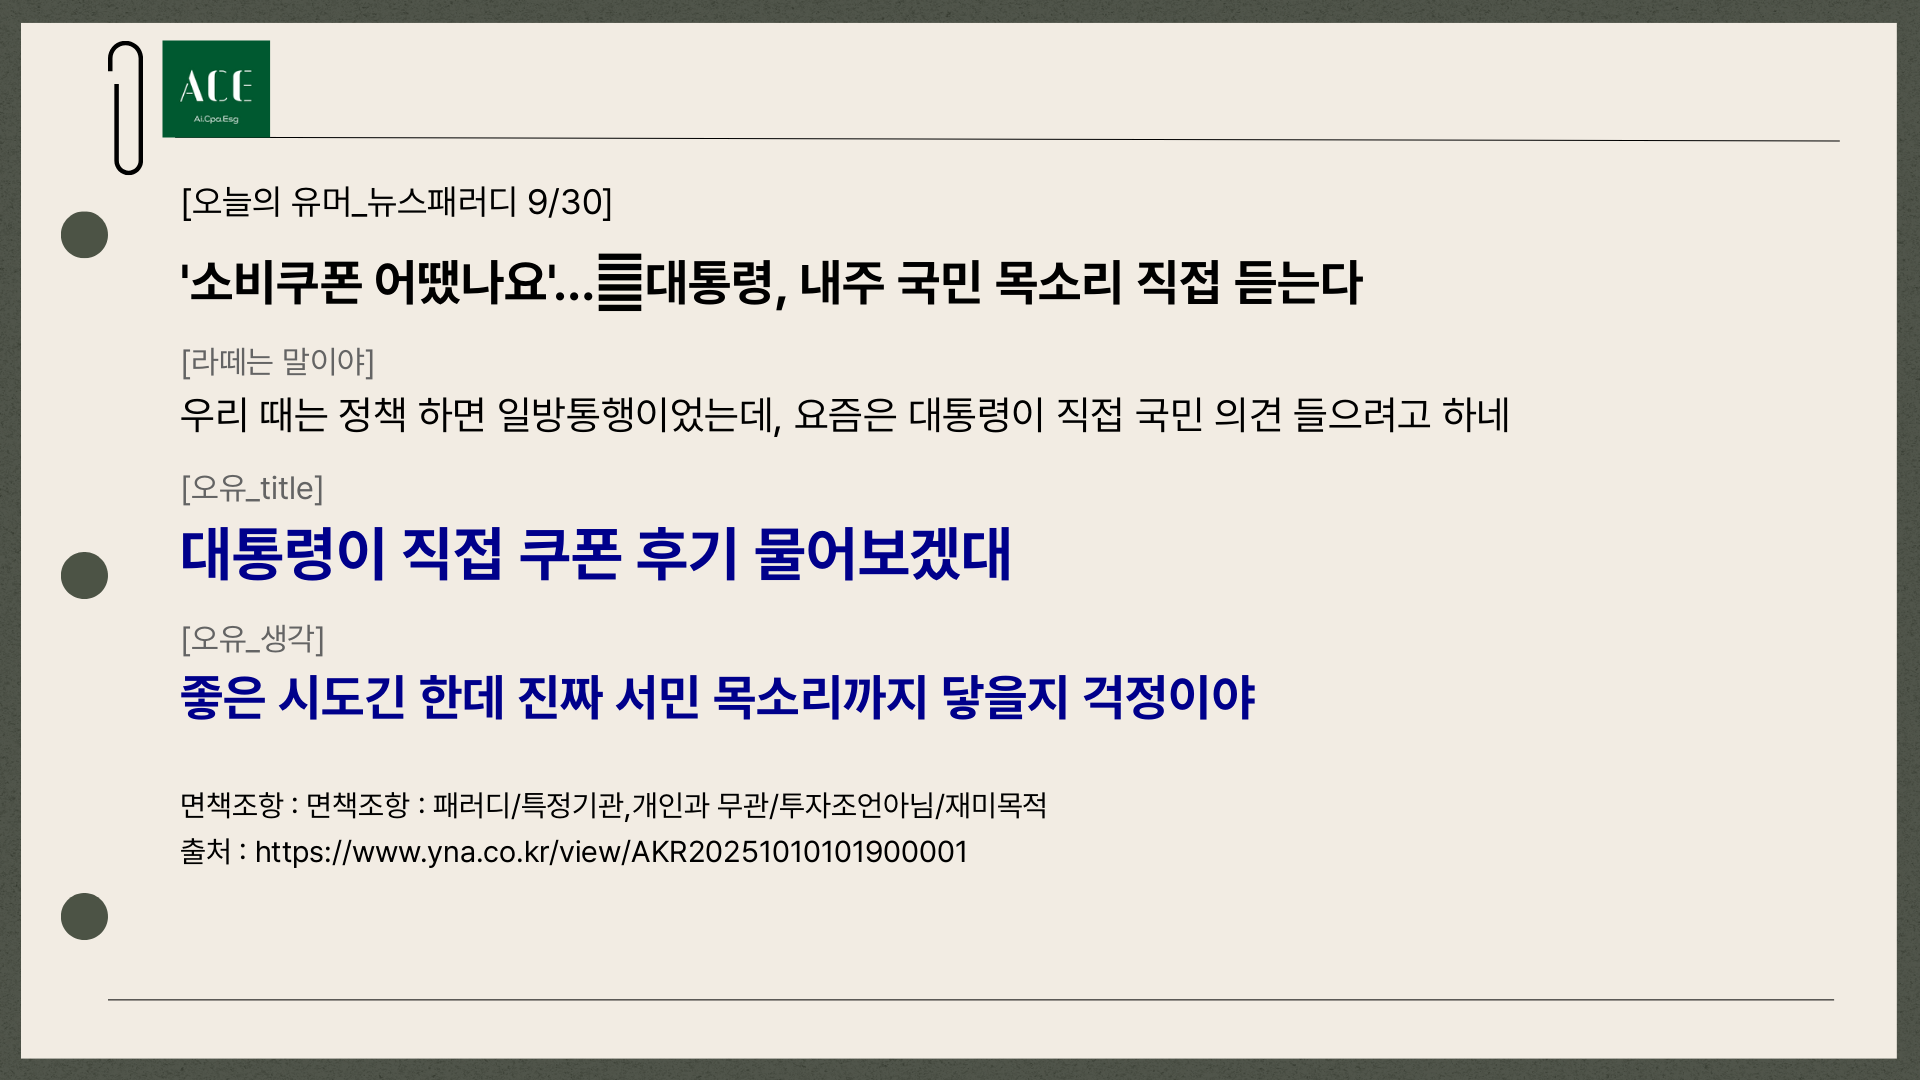 ACE
Ai.Cpa.Esg
[오늘의 유머_뉴스패러디 9/30]
'소비쿠폰 어땠나요'...대통령, 내주 국민 목소리 직접 듣는다
[라떼는 말이야]
우리 때는 정책 하면 일방통행이었는데, 요즘은 대통령이 직접 국민 의견 들으려고 하네
[오유_title]
대통령이 직접 쿠폰 후기 물어보겠대
[오유_생각]
좋은 시도긴 한데 진짜 서민 목소리까지 닿을지 걱정이야
면책조항 : 면책조항 : 패러디/특정기관,개인과 무관/투자조언아님/재미목적
출처 : https://www.yna.co.kr/view/AKR20251010101900001